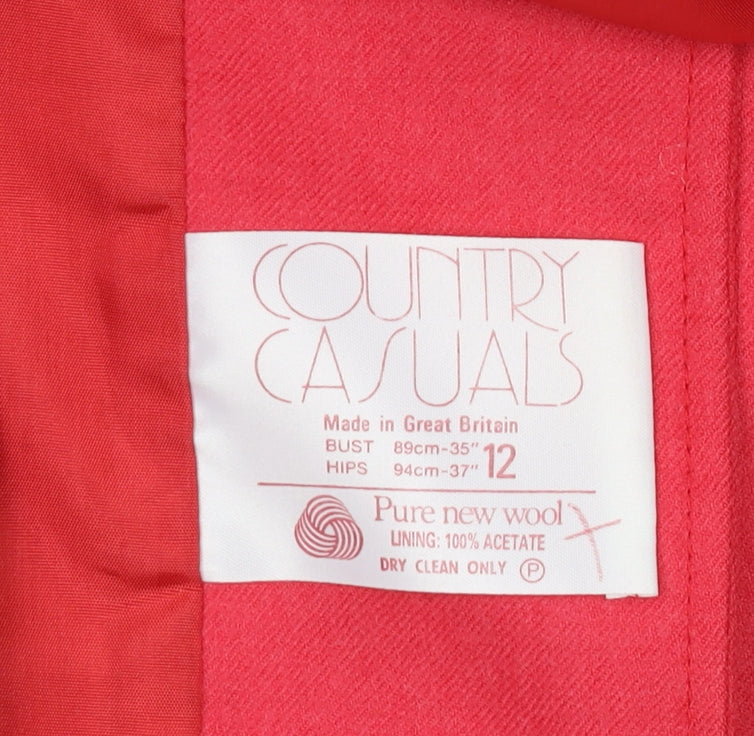 COUNTRY
CASUALS
Made in Great Britain
BUST 89cm-35" 12
HIPS 94cm-37"
Pure new wool
LINING: 100% ACETATE
DRY CLEAN ONLY P